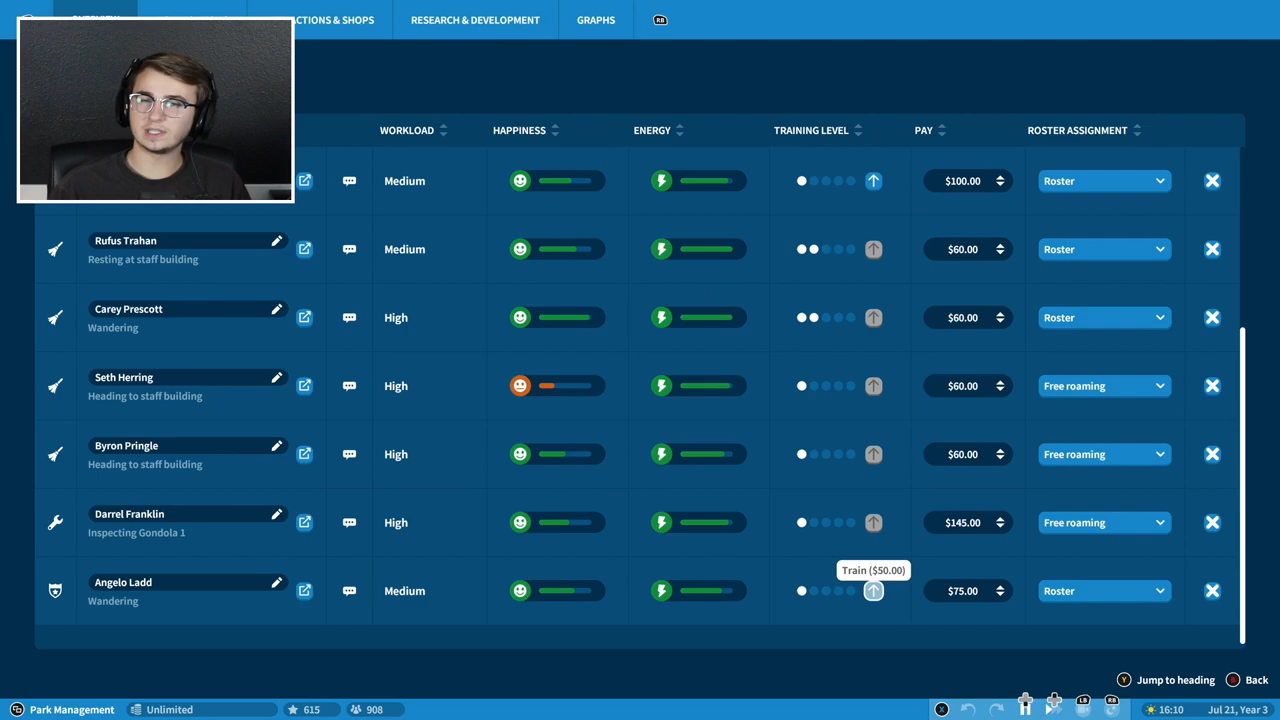 ACTIONS & SHOPS
RESEARCH & DEVELOPMENT
GRAPHS
RB
WORKLOAD
HAPPINESS
ENERGY
TRAINING LEVEL
PAY
ROSTER ASSIGNMENT
Medium
$100.00
Roster
Rufus Trahan
Resting at staff building
Medium
$60.00
Roster
Carey Prescott
Wandering
High
$60.00
Roster
Seth Herring
Heading to staff building
High
$60.00
Free roaming
Byron Pringle
Heading to staff building
High
$60.00
Free roaming
Darrel Franklin
Inspecting Gondola 1
High
$145.00
Free roaming
Train ($50.00)
Angelo Ladd
Wandering
Medium
$75.00
Roster
Y Jump to heading
Back
Park Management
Unlimited
615
908
X
LB
RB
16:10
Jul 21, Year 3